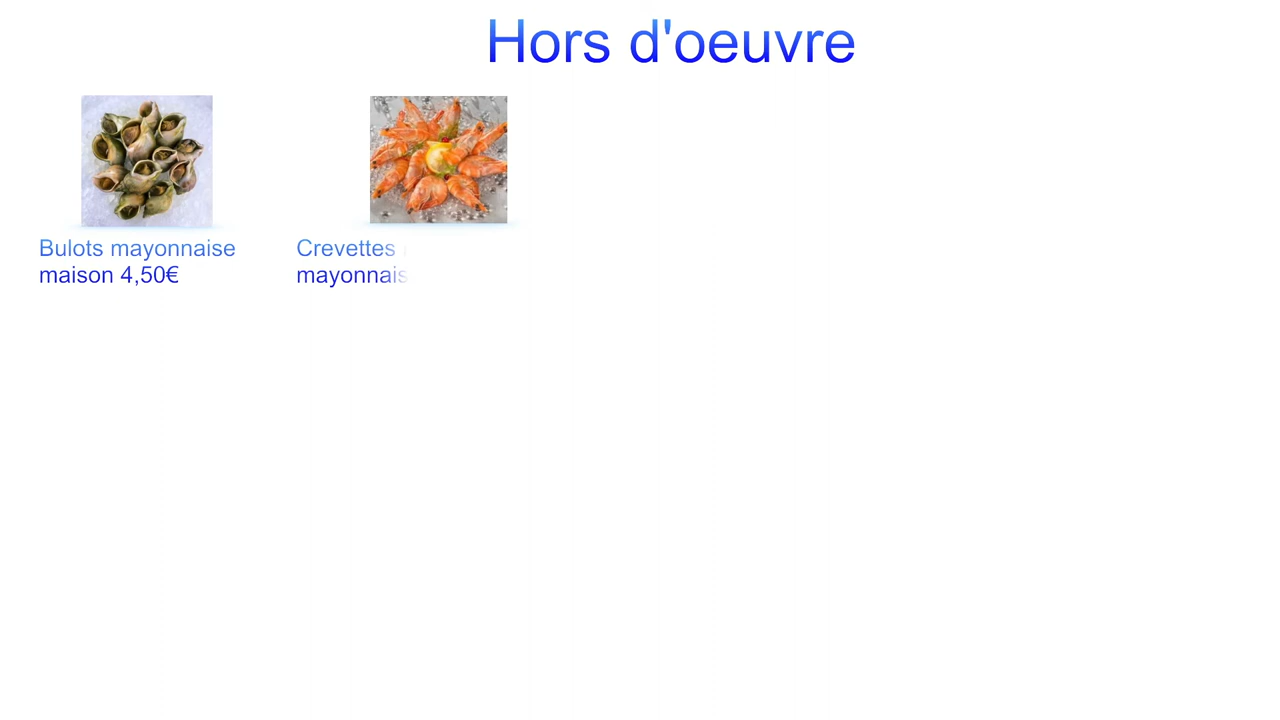 Hors d'oeuvre
Bulots mayonnaise
maison 4,50€
Crevettes
mayonnais